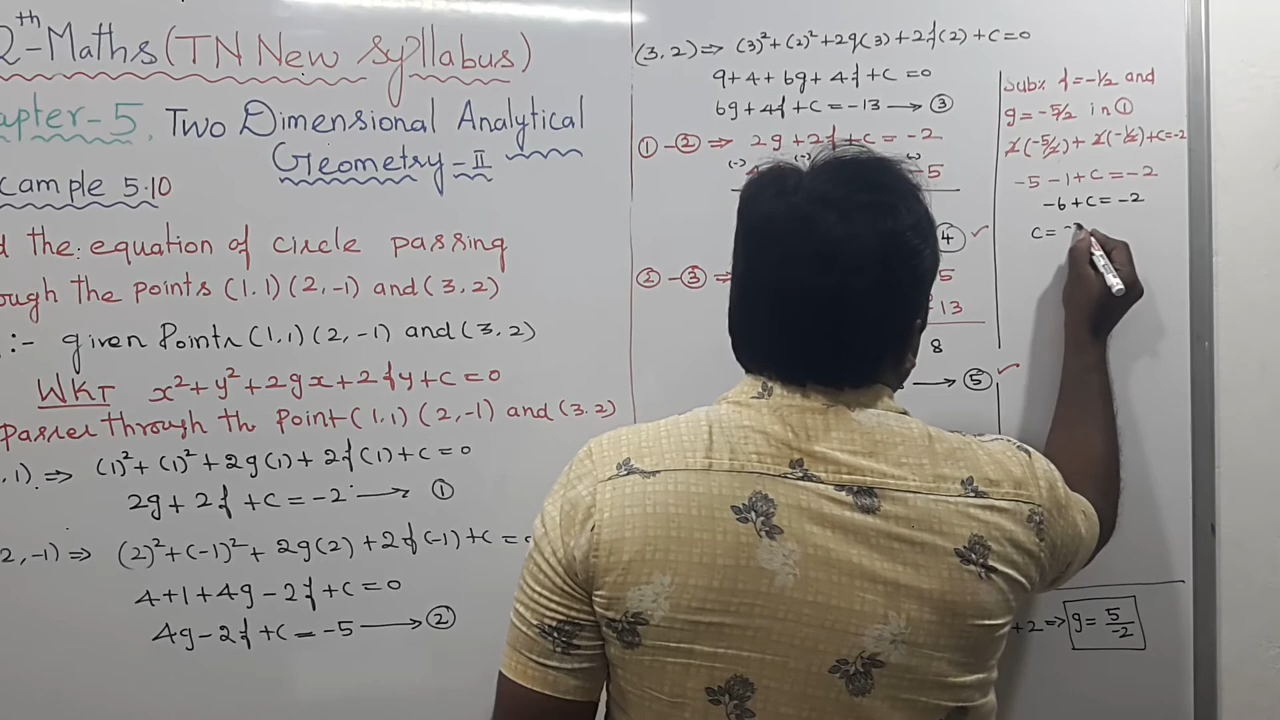 th
2 - Maths (TN New syllabus)
apter-5. Two Dimensional Analytical
Geometry - II
xample 5.10
d the equation of circle passing
ough the points (1,1) (2,-1) and (3,2)
:- given Points (1,1) (2,-1) and (3,2)
WKT x²+y²+2gx+2fy+c=0
passes through the point (1,1) (2,-1) and (3.2)
,1) ⇒ (1)²+(1)²+2g(1)+2f(1)+c=0
2g+2f+c=-2 → ①
2,-1) ⇒ (2)²+(-1)²+2g(2)+2f(-1)+c=
4+1+4g-2f+c=0
4g-2f+c=-5 → ②
(3,2) ⇒ (3)²+(2)²+2g(3)+2f(2)+c=0
9+4+6g+4f+c=0
6g+4f+c=-13 → ③
①-② ⇒ 2g+2f+c=-2
(-) (-) (-)
-5
④ ✓
②-③ ⇒ 5
13
8
→ ⑤ ✓
Sub: f=-1/2 and
g=-5/2 in ①
2(-5/2)+2(-1/2)+c=-2
-5-1+c=-2
-6+c=-2
c=-
+2 ⇒ g=5/-2